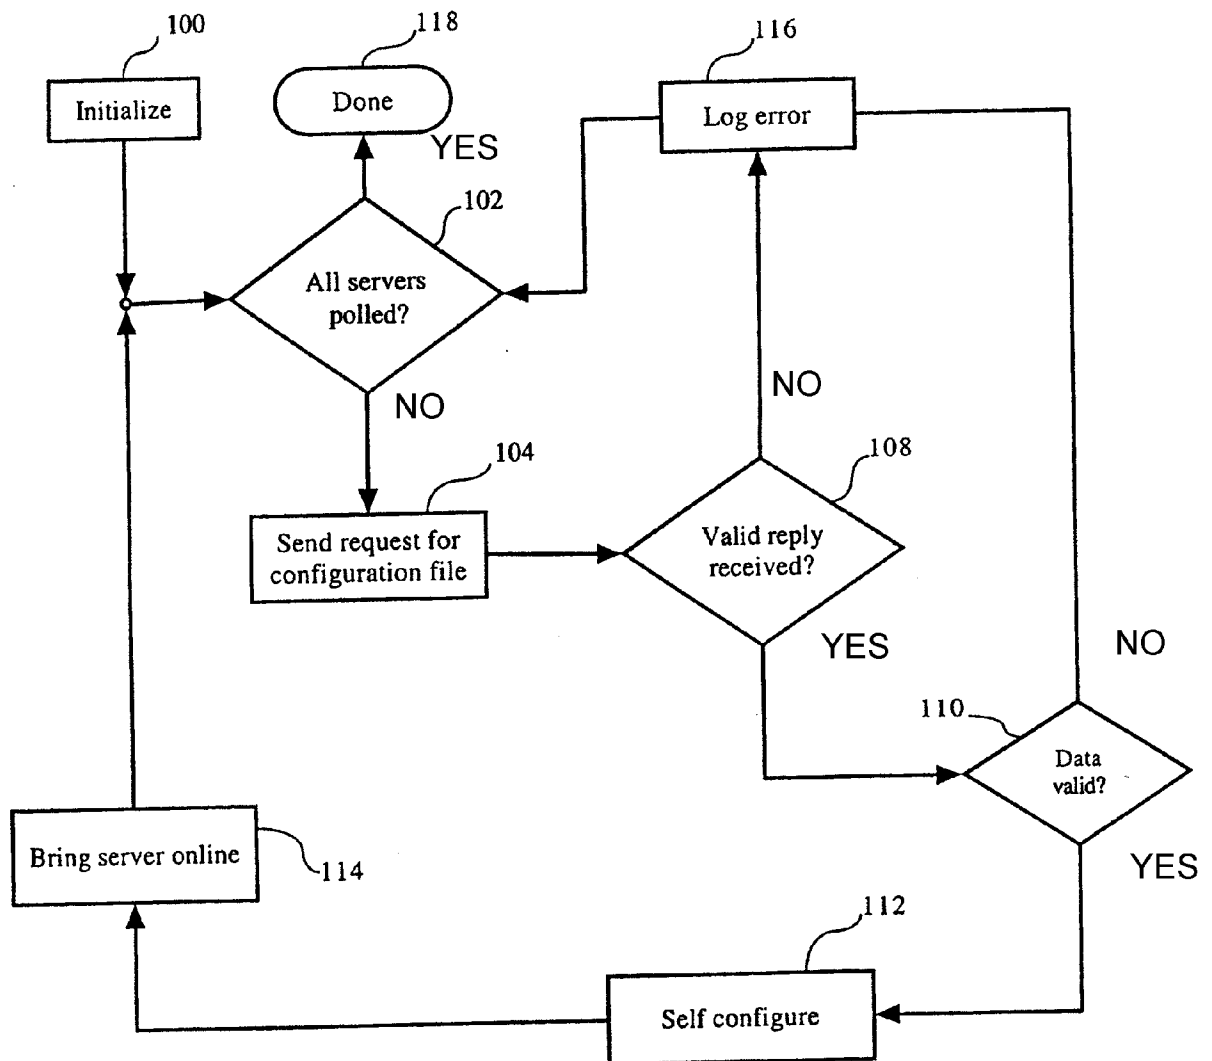 100
118
116
Initialize
Done
Log error
YES
102
All servers
polled?
NO
NO
104
108
Send request for
configuration file
Valid reply
received?
YES
NO
110
Data
valid?
Bring server online
114
YES
112
Self configure